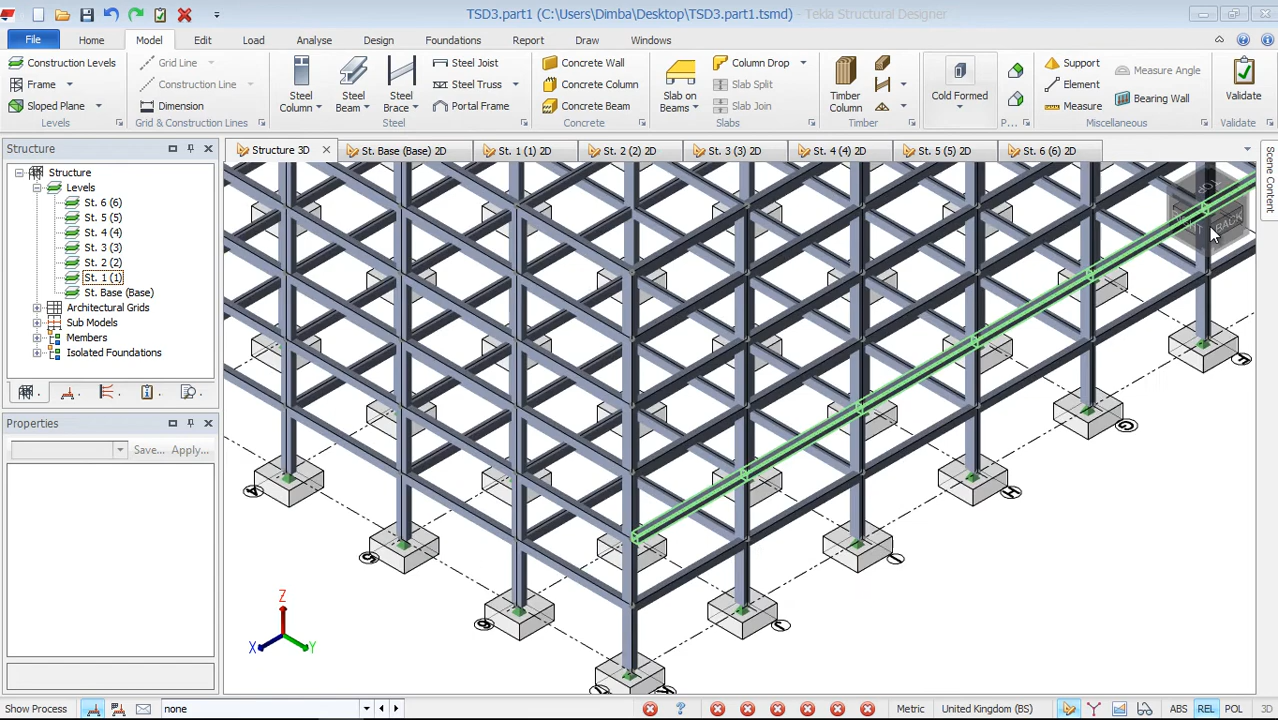 TSD3.part1 (C:\Users\Dimba\Desktop\TSD3.part1.tsmd) - Tekla Structural Designer
File
Home
Model
Edit
Load
Analyse
Design
Foundations
Report
Draw
Windows
Construction Levels
Frame
Sloped Plane
Levels
Grid Line
Construction Line
Dimension
Grid & Construction Lines
Steel Column
Steel Beam
Steel Brace
Steel Joist
Steel Truss
Portal Frame
Steel
Concrete Wall
Concrete Column
Concrete Beam
Concrete
Slab on Beams
Column Drop
Slab Split
Slab Join
Slabs
Timber Column
Timber
Cold Formed
P...
Support
Element
Measure
Measure Angle
Bearing Wall
Miscellaneous
Validate
Validate
Structure
Structure
Levels
St. 6 (6)
St. 5 (5)
St. 4 (4)
St. 3 (3)
St. 2 (2)
St. 1 (1)
St. Base (Base)
Architectural Grids
Sub Models
Members
Isolated Foundations
Properties
Save...
Apply...
Structure 3D
St. Base (Base) 2D
St. 1 (1) 2D
St. 2 (2) 2D
St. 3 (3) 2D
St. 4 (4) 2D
St. 5 (5) 2D
St. 6 (6) 2D
Scene Content
TOP
BACK
Z
X
Y
G
H
Show Process
none
Metric
United Kingdom (BS)
ABS
REL
POL
3D